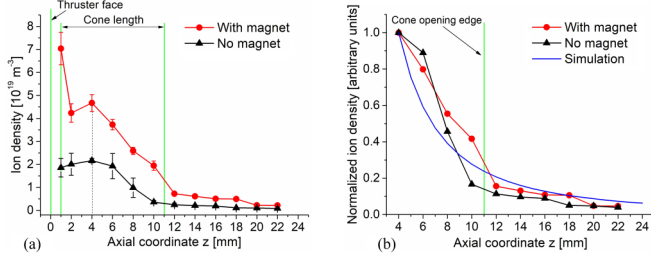 Thruster face
Cone length
With magnet
No magnet
Ion density [10^19 m^-3]
8
7
6
5
4
3
2
1
0
0 2 4 6 8 10 12 14 16 18 20 22 24
Axial coordinate z [mm]
(a)
Cone opening edge
With magnet
No magnet
Simulation
Normalized ion density [arbitrary units]
1.0
0.8
0.6
0.4
0.2
0.0
4 6 8 10 12 14 16 18 20 22 24
Axial coordinate z [mm]
(b)